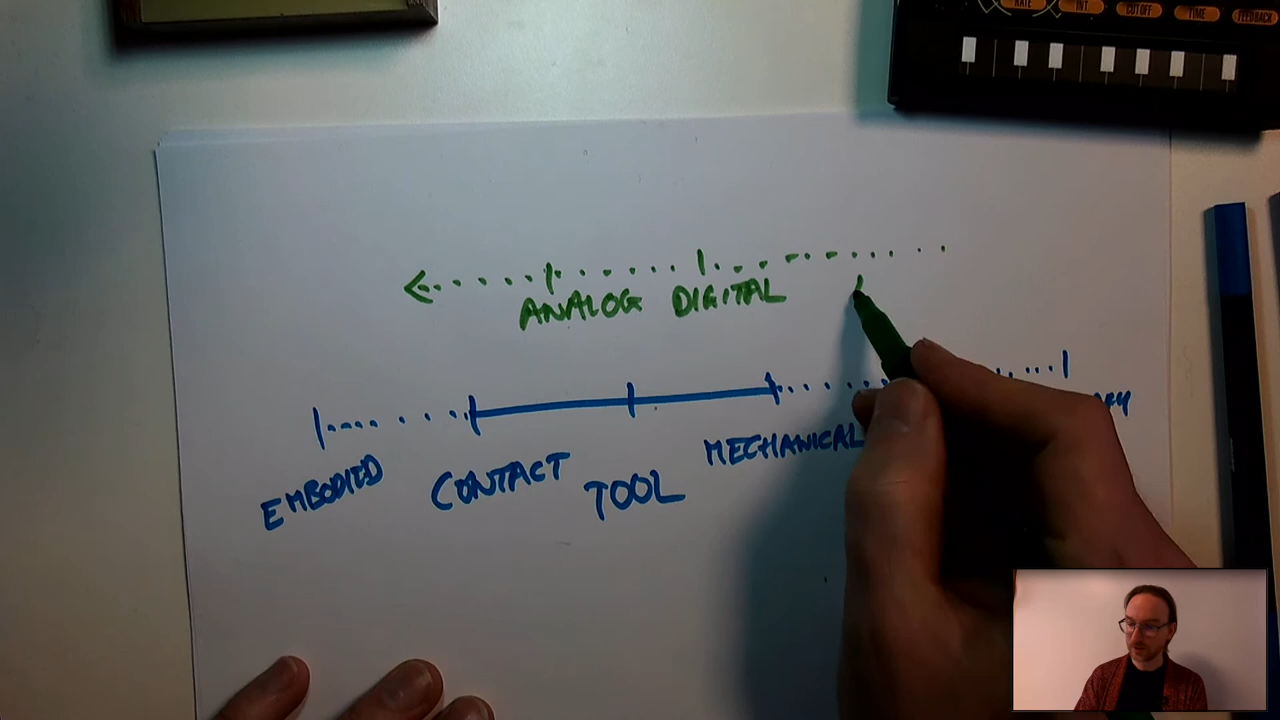 RATE INT. CUTOFF TIME FEEDBACK
ANALOG DIGITAL
EMBODIED CONTACT TOOL MECHANICAL